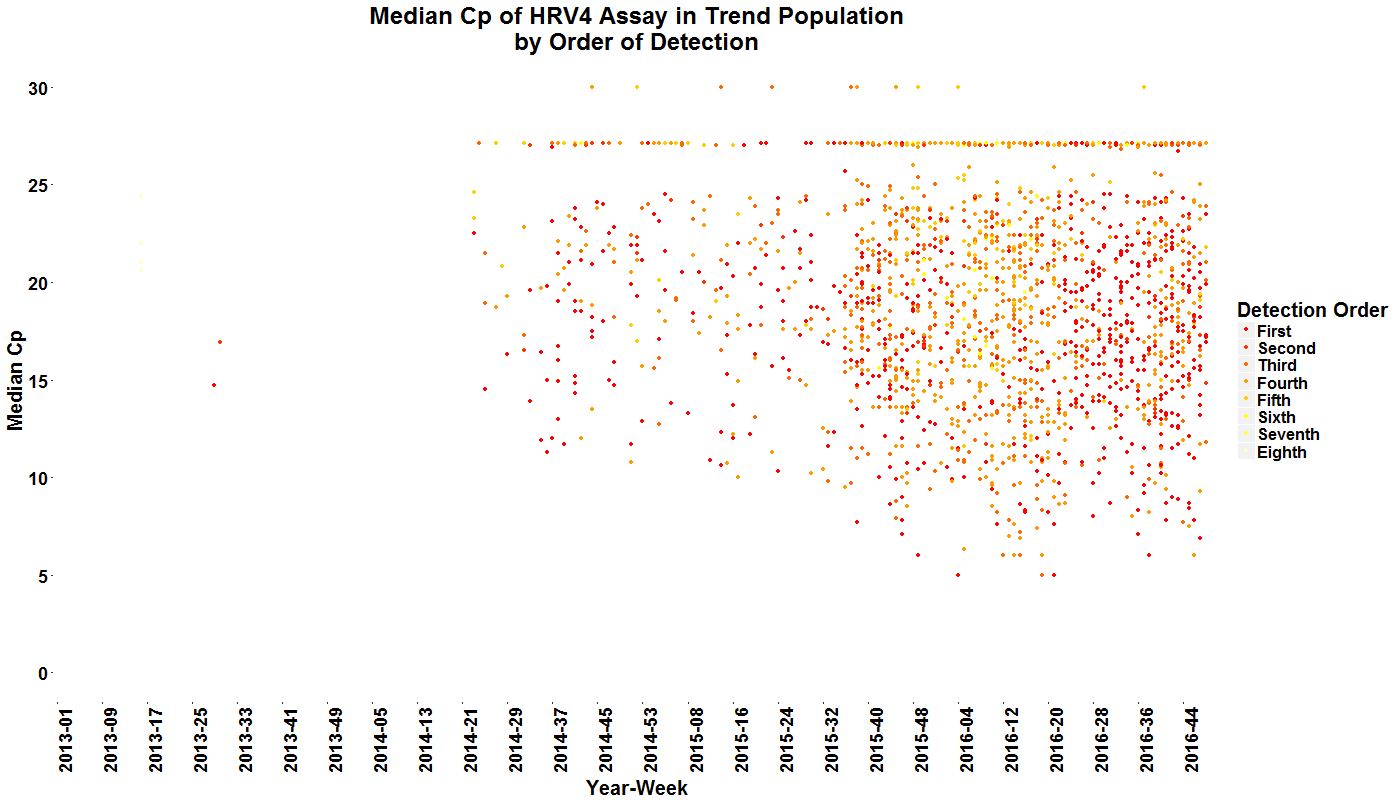 Median Cp of HRV4 Assay in Trend Population
by Order of Detection
30
25
20
15
10
5
0
Median Cp
2013-01
2013-09
2013-17
2013-25
2013-33
2013-41
2013-49
2014-05
2014-13
2014-21
2014-29
2014-37
2014-45
2014-53
2015-08
2015-16
2015-24
2015-32
2015-40
2015-48
2016-04
2016-12
2016-20
2016-28
2016-36
2016-44
Year-Week
Detection Order
First
Second
Third
Fourth
Fifth
Sixth
Seventh
Eighth